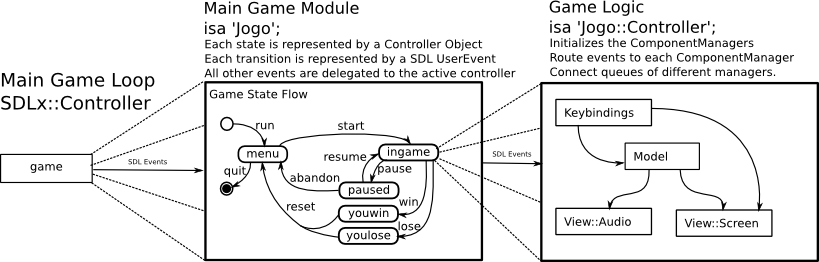 Main Game Loop
SDLx::Controller
game
SDL Events
Main Game Module
isa 'Jogo';
Each state is represented by a Controller Object
Each transition is represented by a SDL UserEvent
All other events are delegated to the active controller
Game State Flow
run
start
menu
ingame
resume
pause
quit
abandon
paused
reset
win
youwin
lose
youlose
SDL Events
Game Logic
isa 'Jogo::Controller';
Initializes the ComponentManagers
Route events to each ComponentManager
Connect queues of different managers.
Keybindings
Model
View::Audio
View::Screen